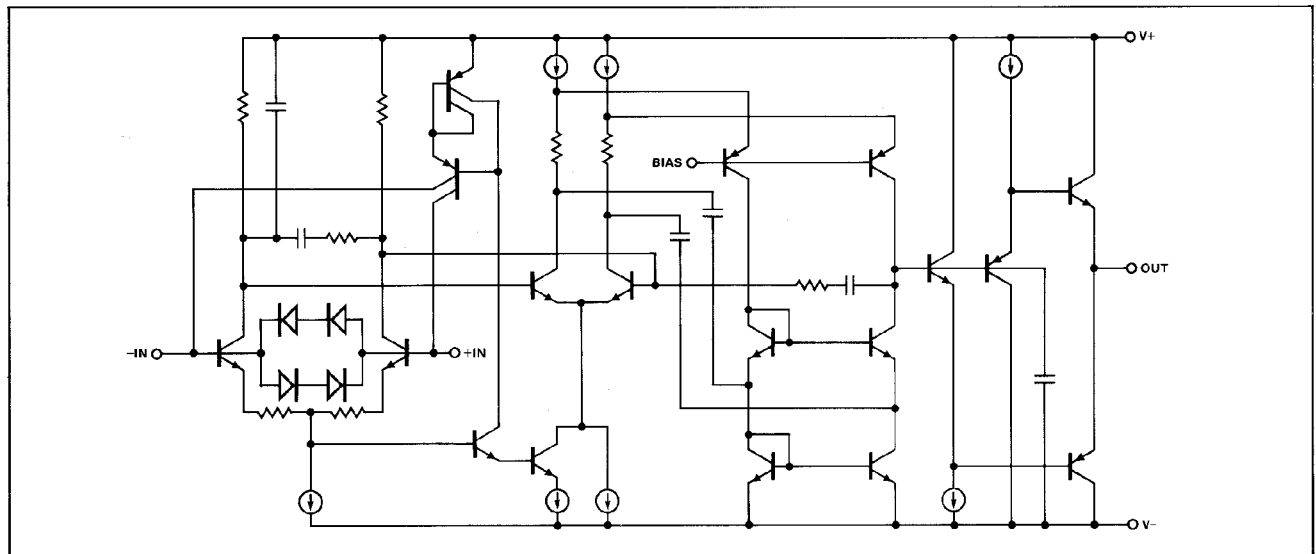 V+
BIAS
OUT
−IN
+IN
V−